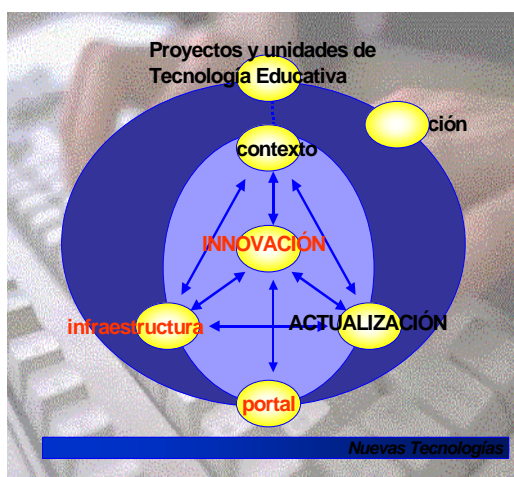 Proyectos y unidades de
Tecnología Educativa
ción
contexto
INNOVACIÓN
infraestructura
ACTUALIZACIÓN
portal
Nuevas Tecnologías